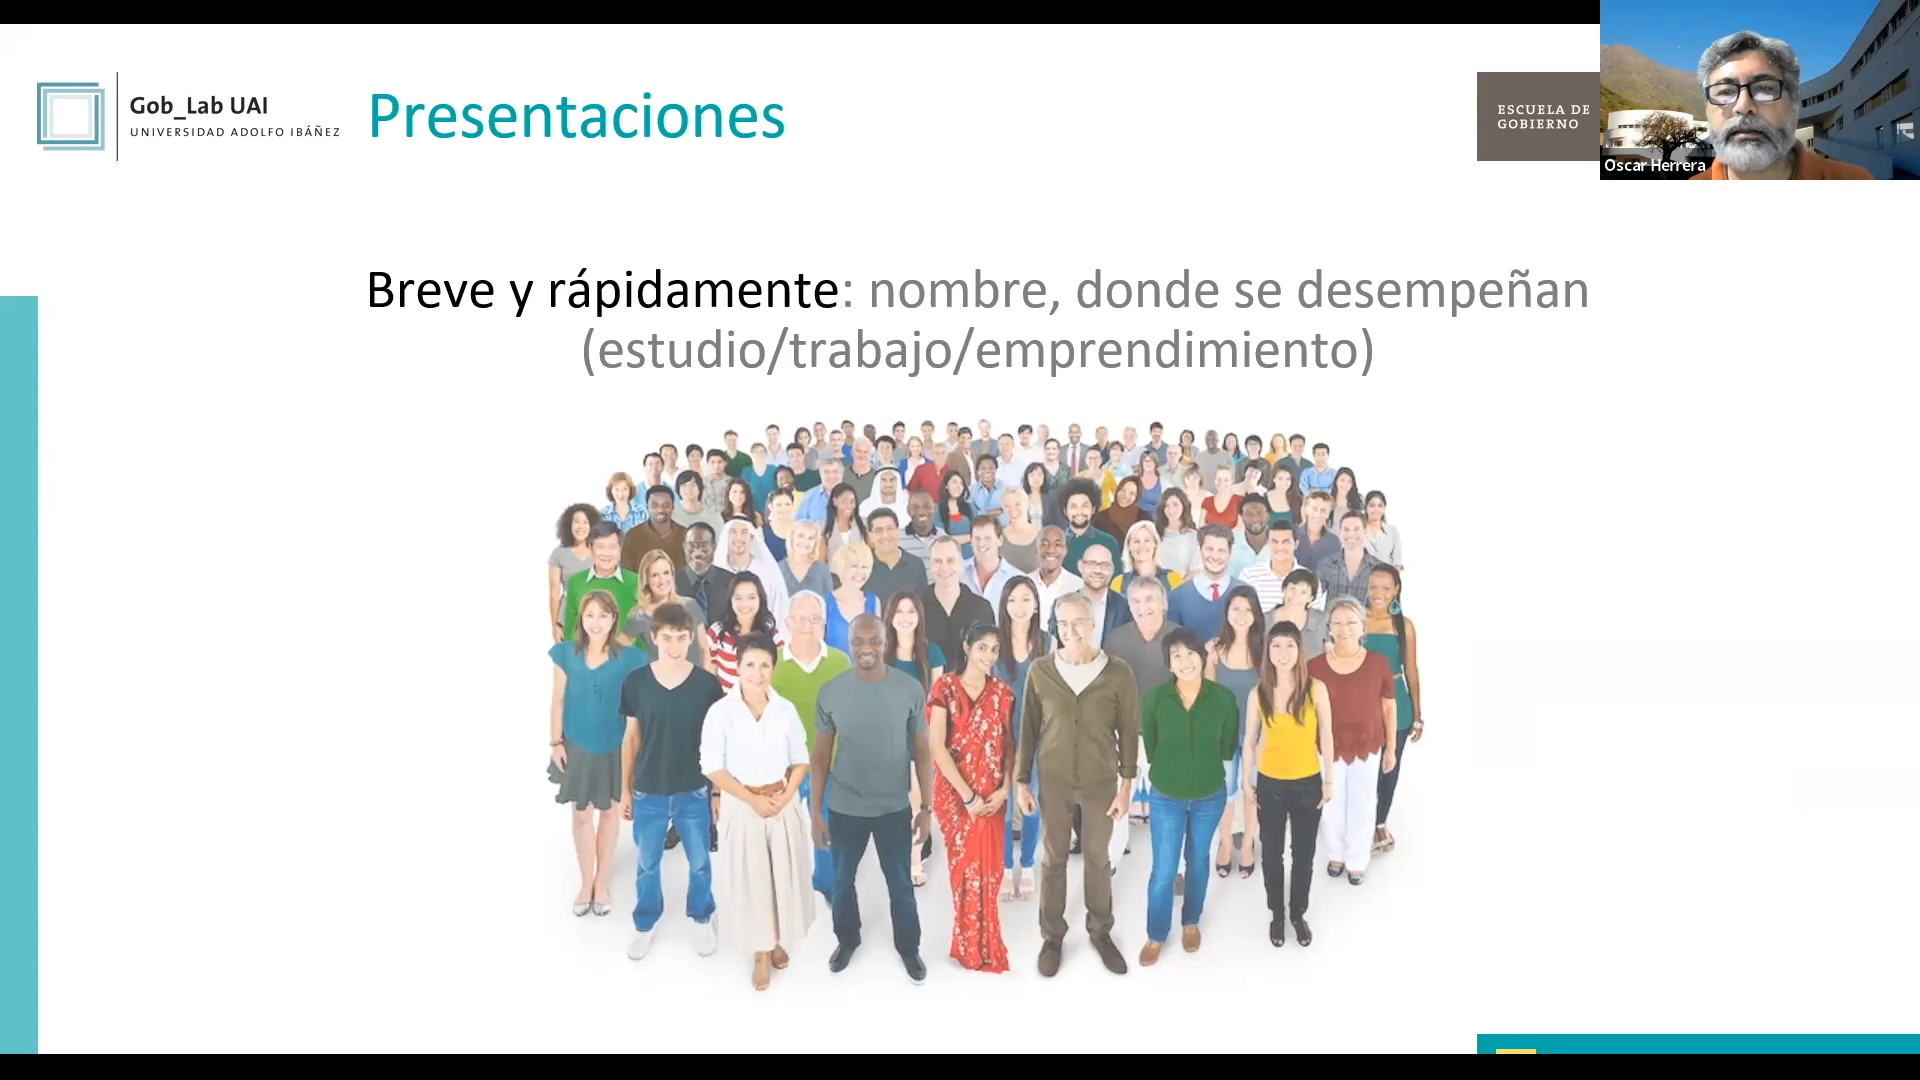 Gob_Lab UAI
UNIVERSIDAD ADOLFO IBÁÑEZ
Presentaciones
ESCUELA DE
GOBIERNO
Oscar Herrera
Breve y rápidamente: nombre, donde se desempeñan
(estudio/trabajo/emprendimiento)